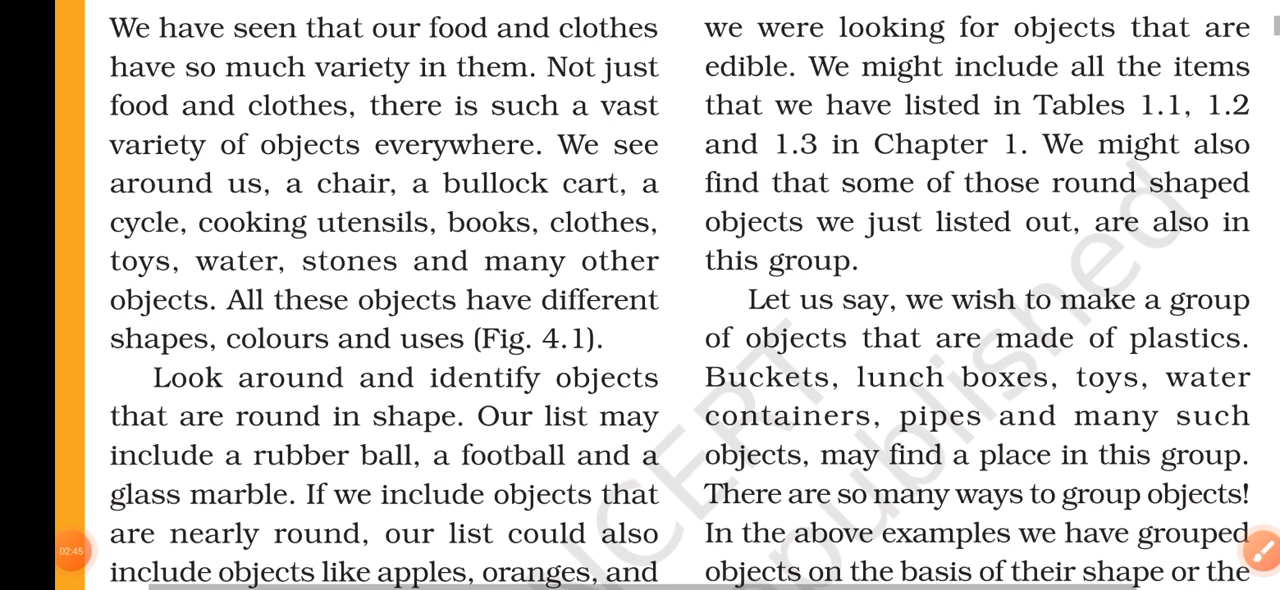 We have seen that our food and clothes
have so much variety in them. Not just
food and clothes, there is such a vast
variety of objects everywhere. We see
around us, a chair, a bullock cart, a
cycle, cooking utensils, books, clothes,
toys, water, stones and many other
objects. All these objects have different
shapes, colours and uses (Fig. 4.1).
Look around and identify objects
that are round in shape. Our list may
include a rubber ball, a football and a
glass marble. If we include objects that
are nearly round, our list could also
include objects like apples, oranges, and
we were looking for objects that are
edible. We might include all the items
that we have listed in Tables 1.1, 1.2
and 1.3 in Chapter 1. We might also
find that some of those round shaped
objects we just listed out, are also in
this group.
Let us say, we wish to make a group
of objects that are made of plastics.
Buckets, lunch boxes, toys, water
containers, pipes and many such
objects, may find a place in this group.
There are so many ways to group objects!
In the above examples we have grouped
objects on the basis of their shape or the
NCERT
published
02:45